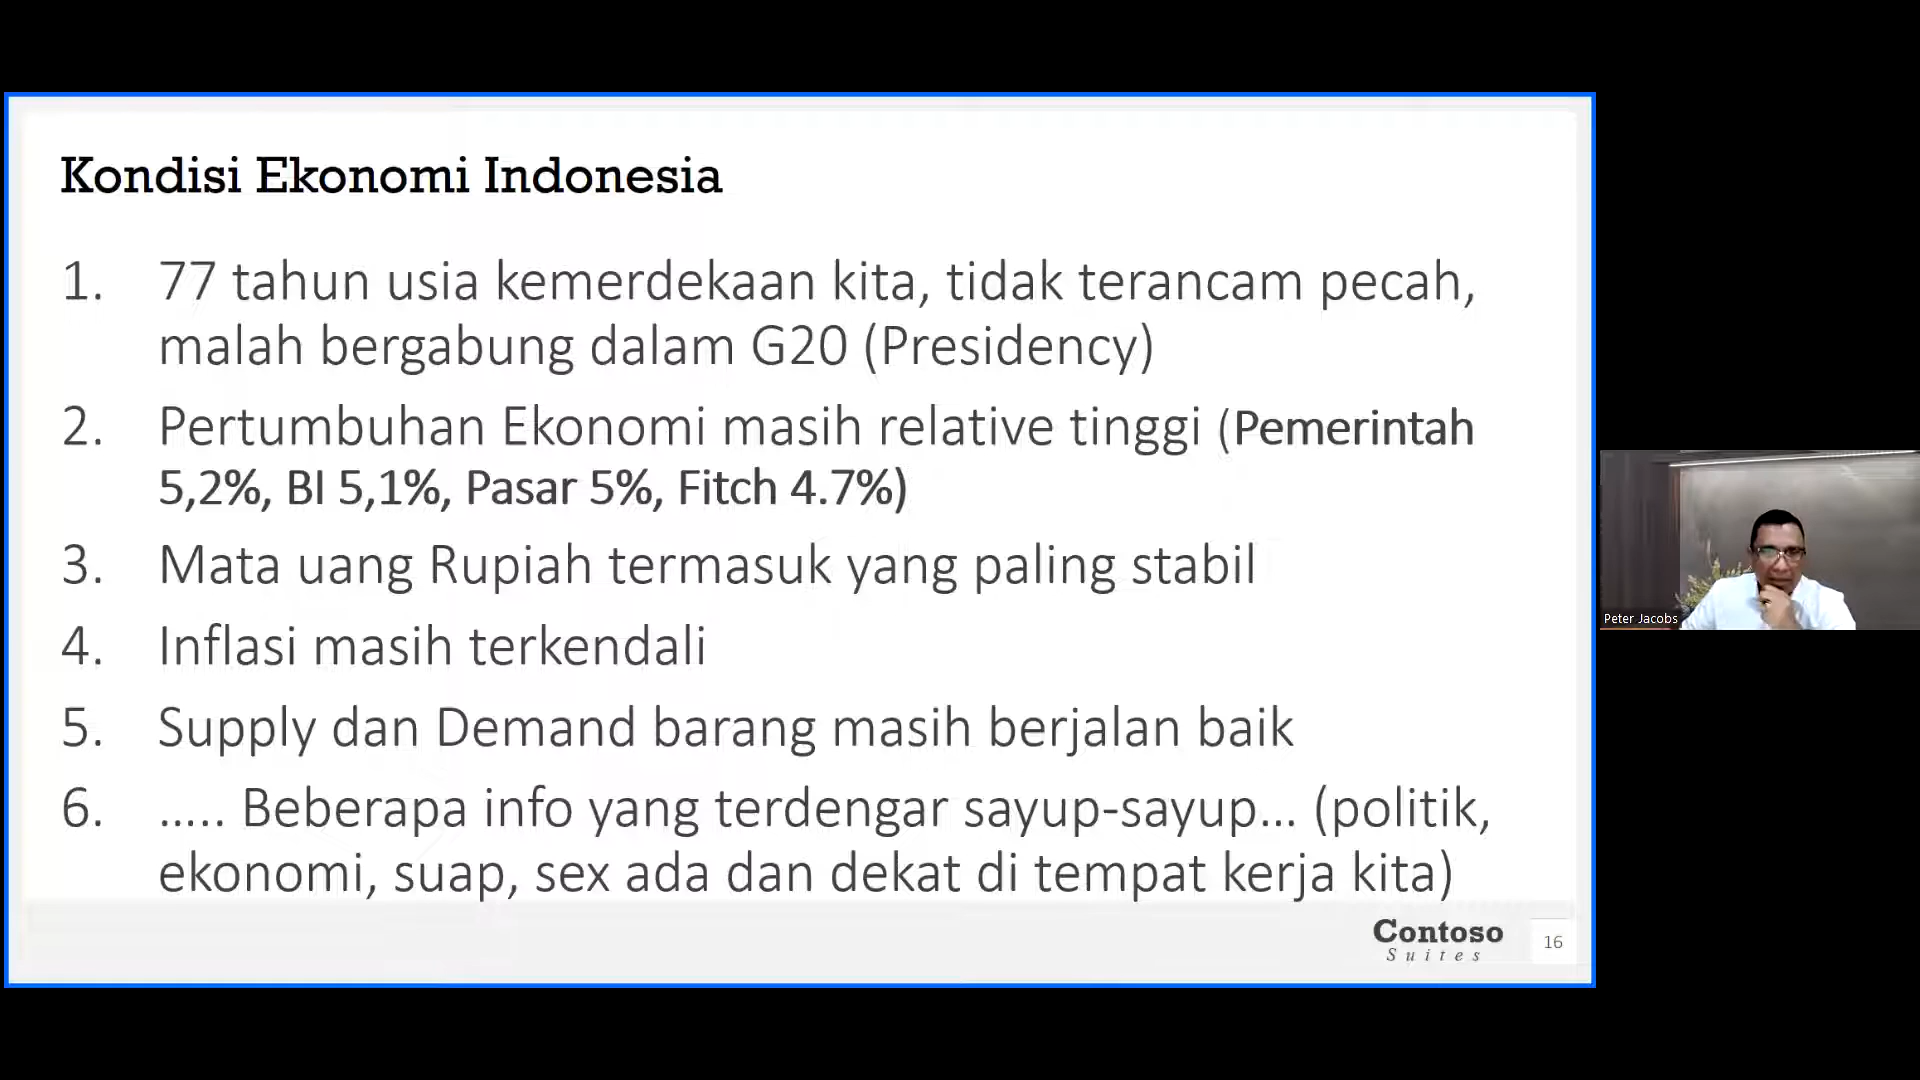 Kondisi Ekonomi Indonesia
1. 77 tahun usia kemerdekaan kita, tidak terancam pecah,
malah bergabung dalam G20 (Presidency)
2. Pertumbuhan Ekonomi masih relative tinggi (Pemerintah
5,2%, BI 5,1%, Pasar 5%, Fitch 4.7%)
3. Mata uang Rupiah termasuk yang paling stabil
4. Inflasi masih terkendali
5. Supply dan Demand barang masih berjalan baik
6. ..... Beberapa info yang terdengar sayup-sayup... (politik,
ekonomi, suap, sex ada dan dekat di tempat kerja kita)
Contoso
Suites
16
Peter Jacobs